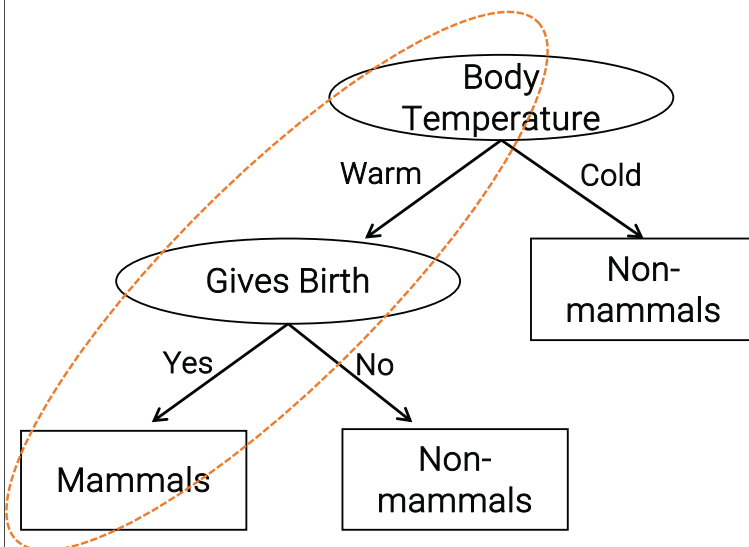 Body
Temperature
Warm
Cold
Gives Birth
Non-
mammals
Yes
No
Mammals
Non-
mammals